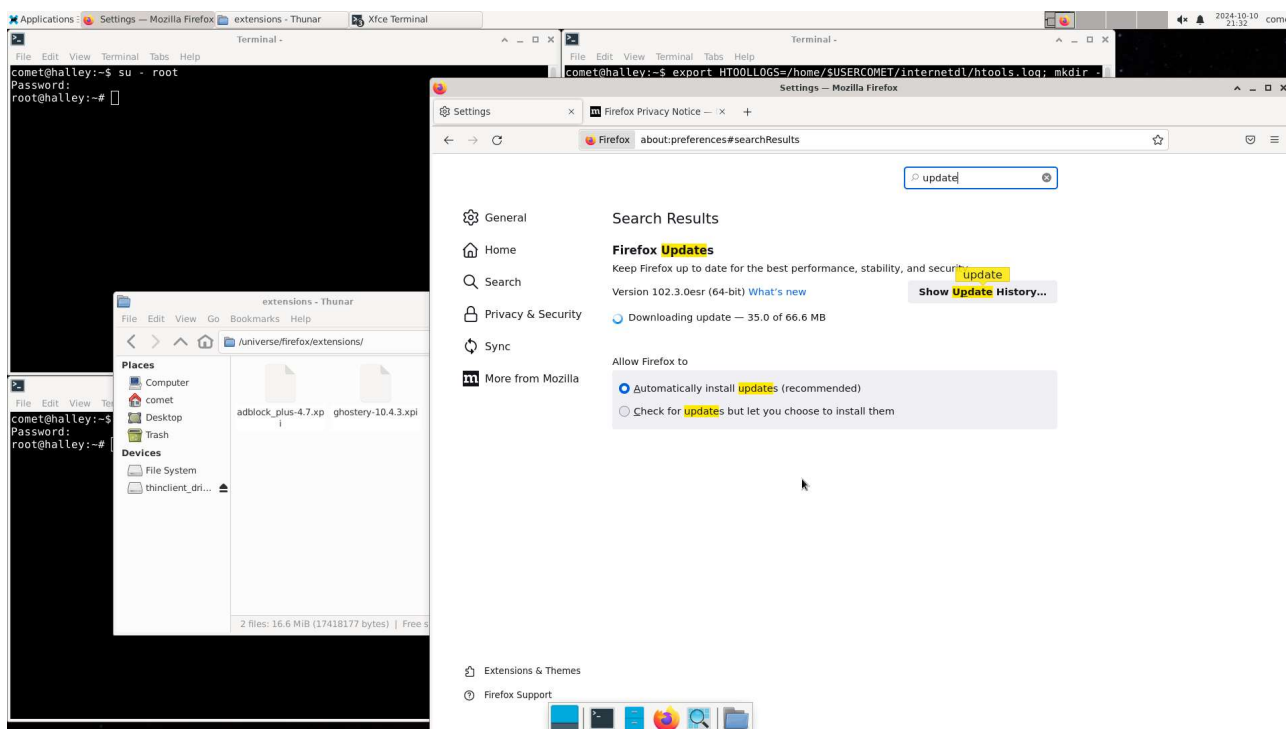 Applications Settings — Mozilla Firefox extensions - Thunar Xfce Terminal 2024-10-10 21:32
Terminal -
File Edit View Terminal Tabs Help
comet@halley:~$ su - root
Password:
root@halley:~#
Terminal -
File Edit View Terminal Tabs Help
comet@halley:~$ export HTOOLLOGS=/home/$USERCOMET/internetdl/htools.log; mkdir -
Settings — Mozilla Firefox
Settings Firefox Privacy Notice —
Firefox about:preferences#searchResults
update
General
Home
Search
Privacy & Security
Sync
More from Mozilla
Extensions & Themes
Firefox Support
Search Results
Firefox Updates
Keep Firefox up to date for the best performance, stability, and
update
Version 102.3.0esr (64-bit) What's new Show Update History...
Downloading update — 35.0 of 66.6 MB
Allow Firefox to
Automatically install updates (recommended)
Check for updates but let you choose to install them
extensions - Thunar
File Edit View Go Bookmarks Help
/universe/firefox/extensions/
Places
Computer
comet
Desktop
Trash
Devices
File System
thinclient_dri...
adblock_plus-4.7.xp
i
ghostery-10.4.3.xpi
2 files: 16.6 MiB (17418177 bytes) | Free
File Edit View
comet@halley:~$
Password:
root@halley:~#